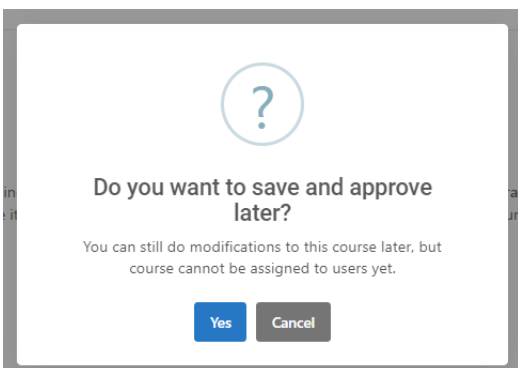 ?
Do you want to save and approve
later?
You can still do modifications to this course later, but
course cannot be assigned to users yet.
Yes Cancel